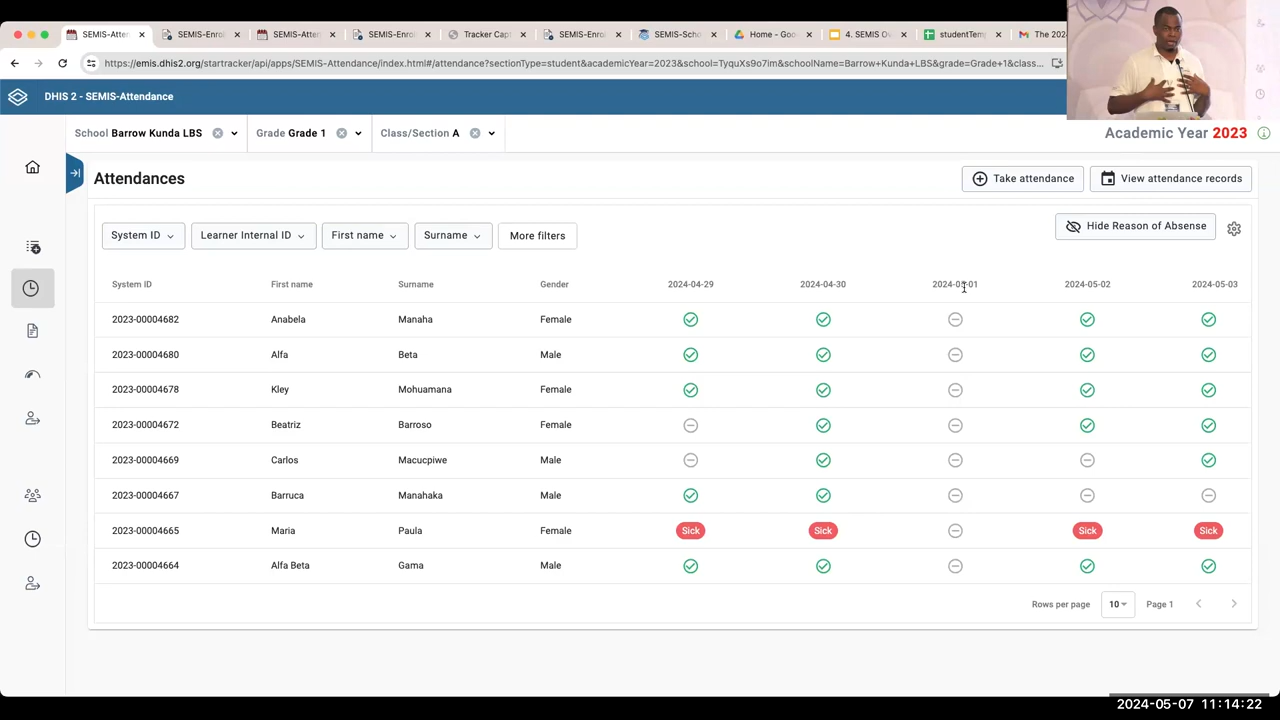 SEMIS-Atten
SEMIS-Enrol
SEMIS-Atten
SEMIS-Enrol
Tracker Capt
SEMIS-Enrol
SEMIS-Scho
Home - Goo
4. SEMIS O
studentTem
The 202
https://emis.dhis2.org/startracker/api/apps/SEMIS-Attendance/index.html#/attendance?sectionType=student&academicYear=2023&school=TyquXs9o7im&schoolName=Barrow+Kunda+LBS&grade=Grade+1&class...
DHIS 2 - SEMIS-Attendance
School Barrow Kunda LBS
Grade Grade 1
Class/Section A
Academic Year 2023
Attendances
Take attendance
View attendance records
System ID
Learner Internal ID
First name
Surname
More filters
Hide Reason of Absense
System ID First name Surname Gender 2024-04-29 2024-04-30 2024-05-01 2024-05-02 2024-05-03
2023-00004682 Anabela Manaha Female
2023-00004680 Alfa Beta Male
2023-00004678 Kley Mohuamana Female
2023-00004672 Beatriz Barroso Female
2023-00004669 Carlos Macucpiwe Male
2023-00004667 Barruca Manahaka Male
2023-00004665 Maria Paula Female Sick Sick Sick Sick
2023-00004664 Alfa Beta Gama Male
Rows per page 10 Page 1
2024-05-07 11:14:22